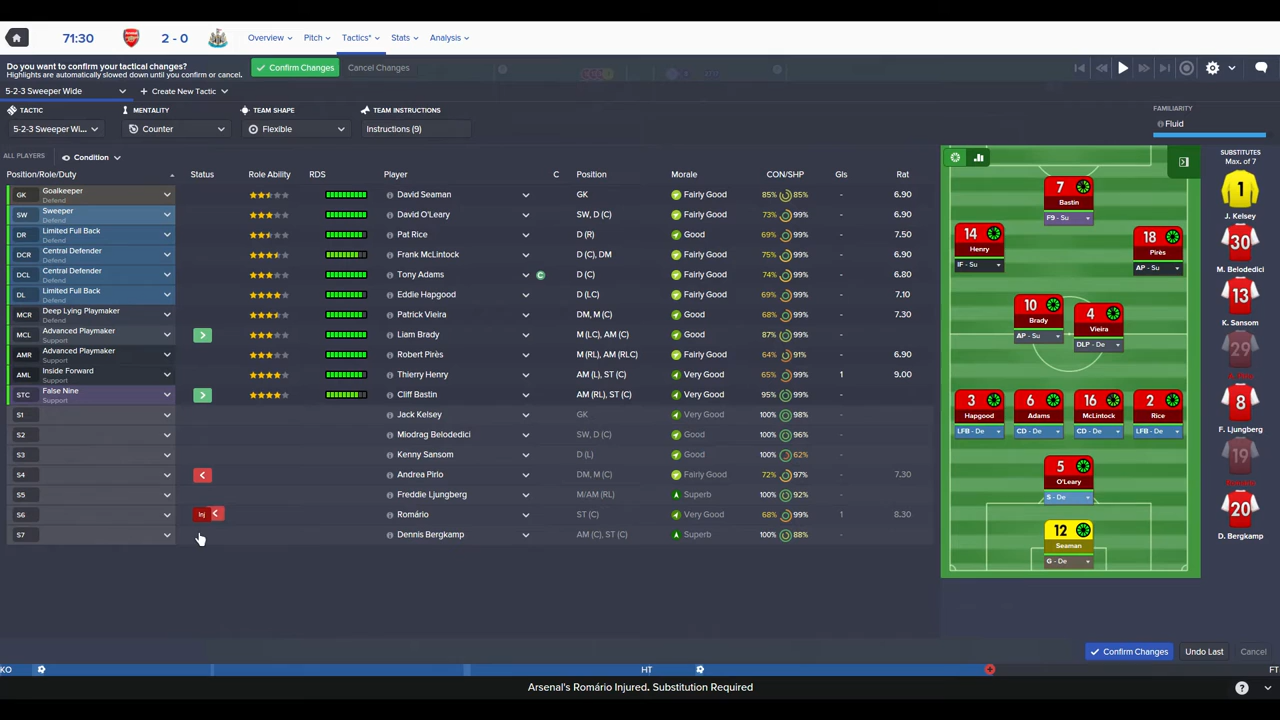 71:30
2 - 0
Overview
Pitch
Tactics*
Stats
Analysis
Do you want to confirm your tactical changes?
Highlights are automatically slowed down until you confirm or cancel.
Confirm Changes
Cancel Changes
5-2-3 Sweeper Wide
Create New Tactic
TACTIC
MENTALITY
TEAM SHAPE
TEAM INSTRUCTIONS
FAMILIARITY
5-2-3 Sweeper Wi...
Counter
Flexible
Instructions (9)
Fluid
ALL PLAYERS
Condition
Position/Role/Duty Status Role Ability RDS Player C Position Morale CON/SHP Gls Rat
GK Goalkeeper Defend David Seaman GK Fairly Good 85% 85% - 6.90
SW Sweeper Defend David O'Leary SW, D (C) Fairly Good 73% 99% - 6.90
DR Limited Full Back Defend Pat Rice D (R) Good 69% 99% - 7.50
DCR Central Defender Defend Frank McLintock D (C), DM Fairly Good 75% 99% - 6.90
DCL Central Defender Defend Tony Adams C D (C) Fairly Good 74% 99% - 6.80
DL Limited Full Back Defend Eddie Hapgood D (LC) Fairly Good 69% 99% - 7.10
MCR Deep Lying Playmaker Defend Patrick Vieira DM, M (C) Fairly Good 68% 99% - 7.30
MCL Advanced Playmaker Support Liam Brady M (LC), AM (C) Good 87% 99% -
AMR Advanced Playmaker Support Robert Pirès M (RL), AM (RLC) Fairly Good 64% 91% - 6.90
AML Inside Forward Support Thierry Henry AM (L), ST (C) Very Good 65% 99% 1 9.00
STC False Nine Support Cliff Bastin AM (RL), ST (C) Very Good 95% 99% -
S1 Jack Kelsey GK Very Good 100% 98% -
S2 Miodrag Belodedici SW, D (C) Good 100% 96% -
S3 Kenny Sansom D (L) Good 100% 62% -
S4 Andrea Pirlo DM, M (C) Fairly Good 72% 97% - 7.30
S5 Freddie Ljungberg M/AM (RL) Superb 100% 92% -
S6 Inj Romário ST (C) Very Good 68% 99% 1 8.30
S7 Dennis Bergkamp AM (C), ST (C) Superb 100% 88% -
7
Bastin
F9 - Su
14
Henry
IF - Su
18
Pirès
AP - Su
10
Brady
AP - Su
4
Vieira
DLP - De
3
Hapgood
LFB - De
6
Adams
CD - De
16
McLintock
CD - De
2
Rice
LFB - De
5
O'Leary
S - De
12
Seaman
G - De
SUBSTITUTES
Max. of 7
1
J. Kelsey
30
M. Belodedici
13
K. Sansom
29
8
F. Ljungberg
19
20
D. Bergkamp
Confirm Changes
Undo Last
Cancel
KO
HT
FT
Arsenal's Romário Injured. Substitution Required